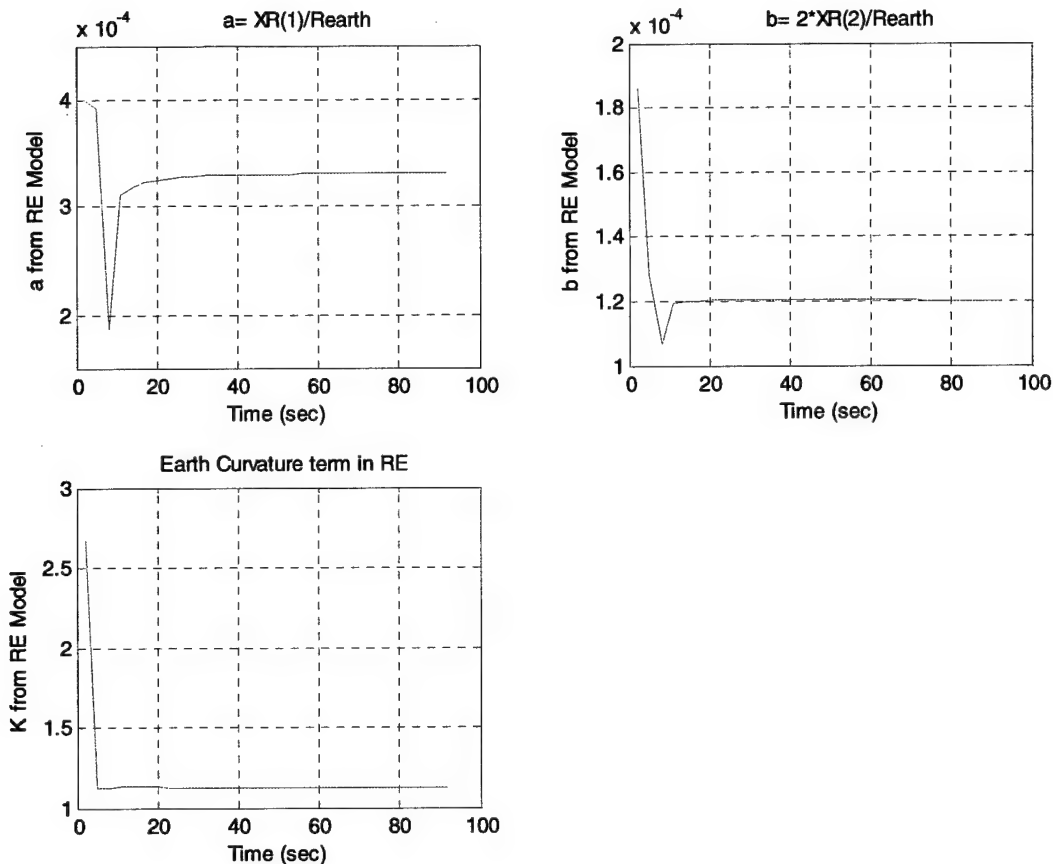 x 10-4
a= XR(1)/Rearth
4
3
2
a from RE Model
0 20 40 60 80 100
Time (sec)
x 10-4
b= 2*XR(2)/Rearth
2
1.8
1.6
1.4
1.2
1
b from RE Model
0 20 40 60 80 100
Time (sec)
Earth Curvature term in RE
3
2.5
2
1.5
1
K from RE Model
0 20 40 60 80 100
Time (sec)